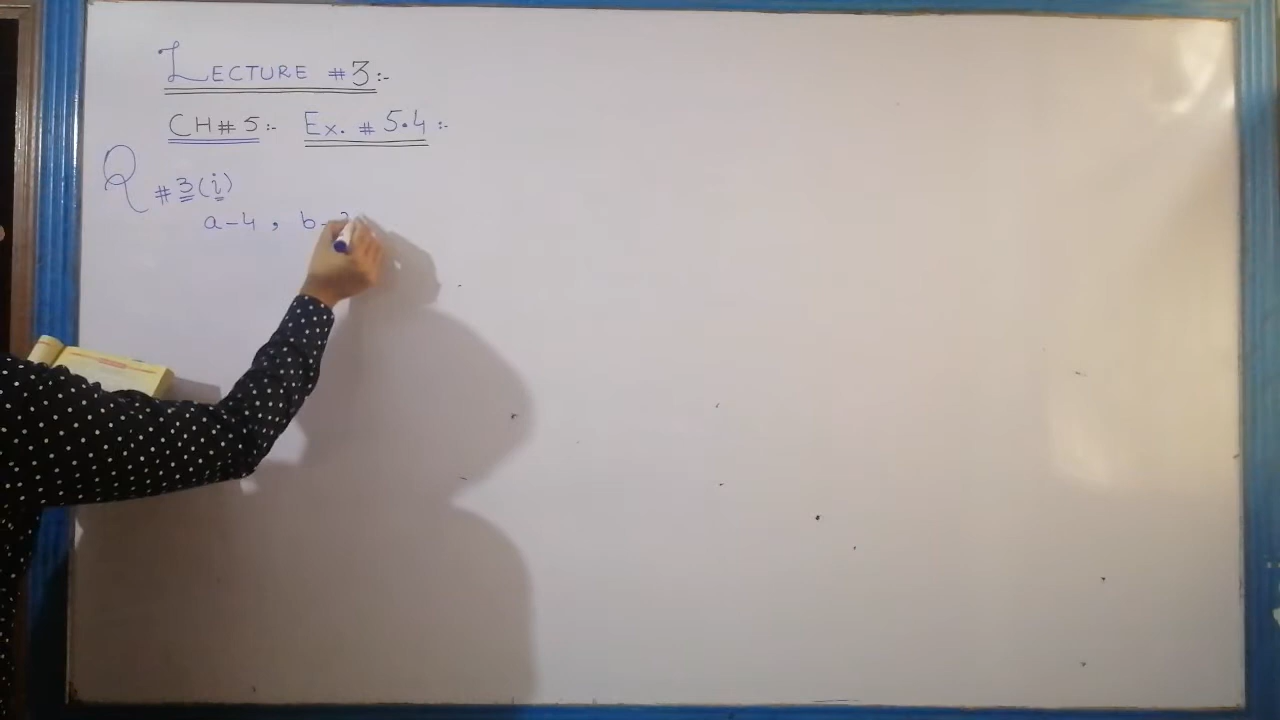 LECTURE #3:-
CH#5:- Ex. # 5.4 :-
Q #3(i)
a-4 , b-